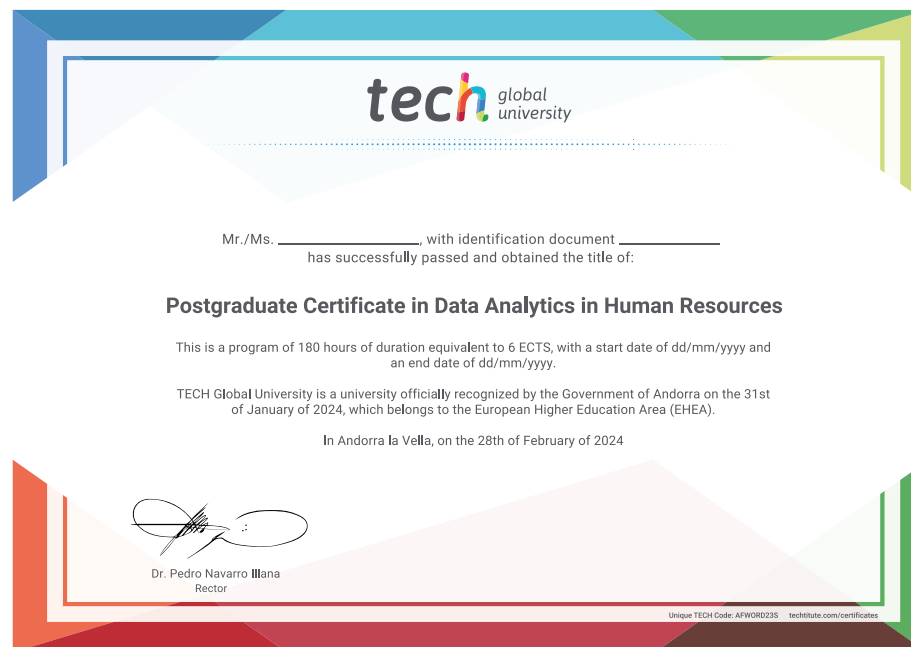 tech global
university
Mr./Ms. ____________, with identification document ____________
has successfully passed and obtained the title of:
Postgraduate Certificate in Data Analytics in Human Resources
This is a program of 180 hours of duration equivalent to 6 ECTS, with a start date of dd/mm/yyyy and
an end date of dd/mm/yyyy.
TECH Global University is a university officially recognized by the Government of Andorra on the 31st
of January of 2024, which belongs to the European Higher Education Area (EHEA).
In Andorra la Vella, on the 28th of February of 2024
Dr. Pedro Navarro Illana
Rector
Unique TECH Code: AFWORD23S techtitute.com/certificates